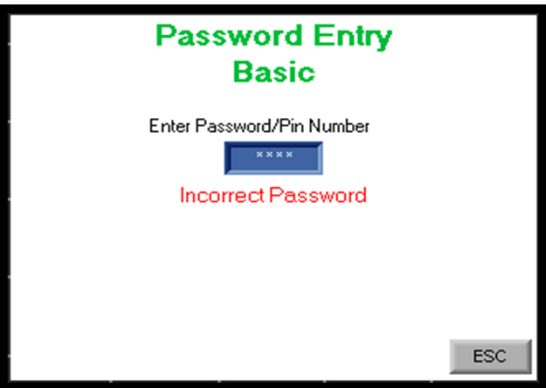 Password Entry
Basic
Enter Password/Pin Number
****
Incorrect Password
ESC